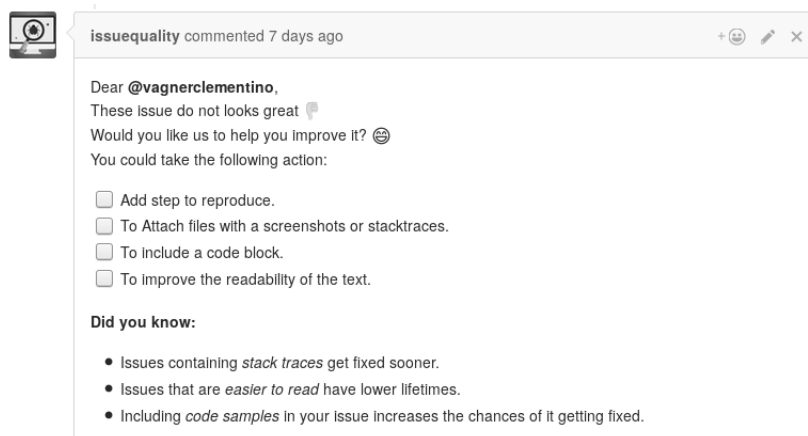 issuequality commented 7 days ago
Dear @vagnerclementino,
These issue do not looks great 👎
Would you like us to help you improve it? 😄
You could take the following action:
Add step to reproduce.
To Attach files with a screenshots or stacktraces.
To include a code block.
To improve the readability of the text.
Did you know:
• Issues containing stack traces get fixed sooner.
• Issues that are easier to read have lower lifetimes.
• Including code samples in your issue increases the chances of it getting fixed.